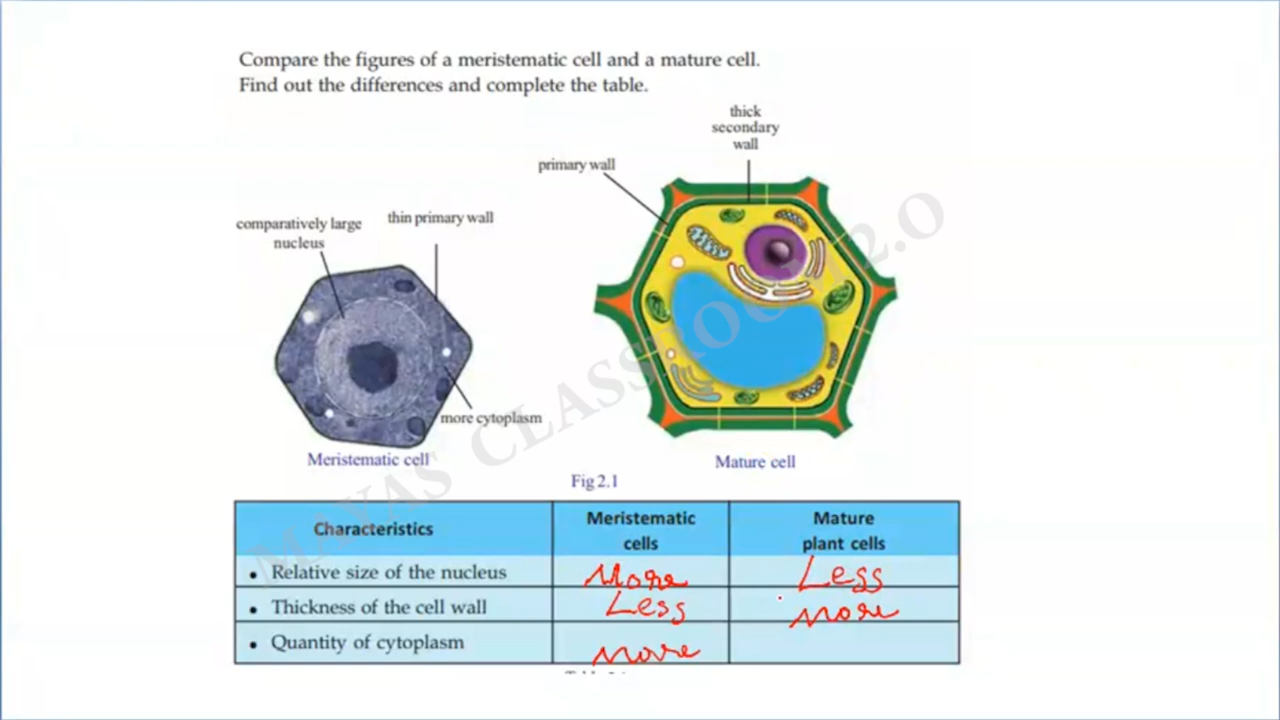 Compare the figures of a meristematic cell and a mature cell.
Find out the differences and complete the table.
thick
secondary
wall
primary wall
comparatively large
nucleus
thin primary wall
more cytoplasm
Meristematic cell
Mature cell
Fig 2.1
MAYAS CLASSROOM 2.O
Characteristics Meristematic cells Mature plant cells
• Relative size of the nucleus More Less
• Thickness of the cell wall Less More
• Quantity of cytoplasm More